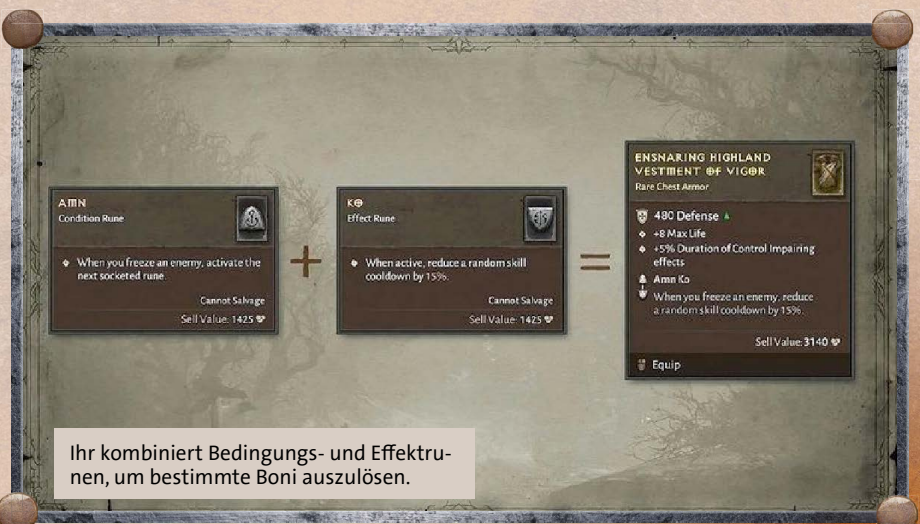 AMN
Condition Rune
When you freeze an enemy, activate the
next socketed rune.
Cannot Salvage
Sell Value: 1425
+
KO
Effect Rune
When active, reduce a random skill
cooldown by 15%.
Cannot Salvage
Sell Value: 1425
=
ENSNARING HIGHLAND
VESTMENT OF VIGOR
Rare Chest Armor
480 Defense
+8 Max Life
+5% Duration of Control Impairing
effects
Amn Ko
When you freeze an enemy, reduce
a random skill cooldown by 15%.
Sell Value: 3140
Equip
Ihr kombiniert Bedingungs- und Effektru-
nen, um bestimmte Boni auszulösen.